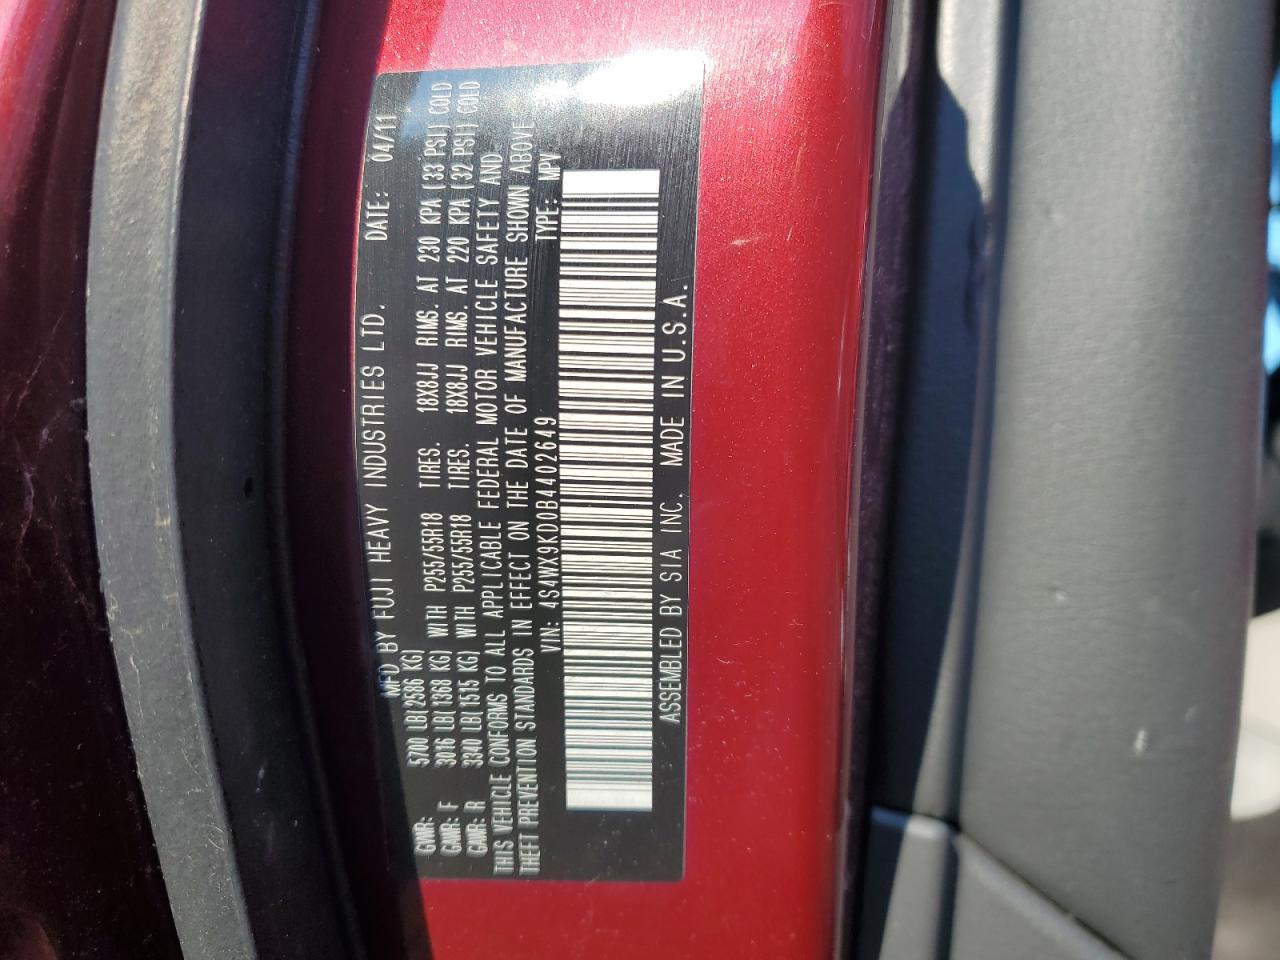 MFD BY FUJI HEAVY INDUSTRIES LTD. DATE: 04/11
GVWR: 5700 LB(2586 KG) WITH P255/55R18 TIRES. 18X8JJ RIMS. AT 230 KPA (33 PSI) COLD
GAWR: F 3016 LB(1368 KG) WITH P255/55R18 TIRES. 18X8JJ RIMS. AT 220 KPA (32 PSI) COLD
GAWR: R 3340 LB(1515 KG)
THIS VEHICLE CONFORMS TO ALL APPLICABLE FEDERAL MOTOR VEHICLE SAFETY AND
THEFT PREVENTION STANDARDS IN EFFECT ON THE DATE OF MANUFACTURE SHOWN ABOVE
VIN: 4S4WX9KD0B4402649 TYPE: MPV
ASSEMBLED BY SIA INC. MADE IN U.S.A.